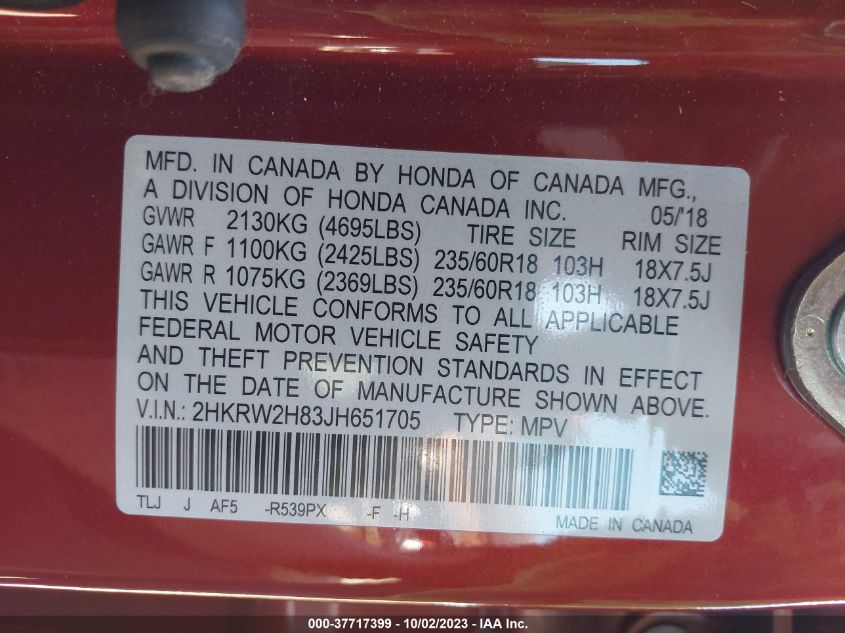 MFD. IN CANADA BY HONDA OF CANADA MFG.,
A DIVISION OF HONDA CANADA INC. 05/'18
GVWR 2130KG (4695LBS) TIRE SIZE RIM SIZE
GAWR F 1100KG (2425LBS) 235/60R18 103H 18X7.5J
GAWR R 1075KG (2369LBS) 235/60R18 103H 18X7.5J
THIS VEHICLE CONFORMS TO ALL APPLICABLE
FEDERAL MOTOR VEHICLE SAFETY
AND THEFT PREVENTION STANDARDS IN EFFECT
ON THE DATE OF MANUFACTURE SHOWN ABOVE.
V.I.N.: 2HKRW2H83JH651705 TYPE: MPV
TLJ J AF5 -R539PX -F -H
MADE IN CANADA
000-37717399 - 10/02/2023 - IAA Inc.